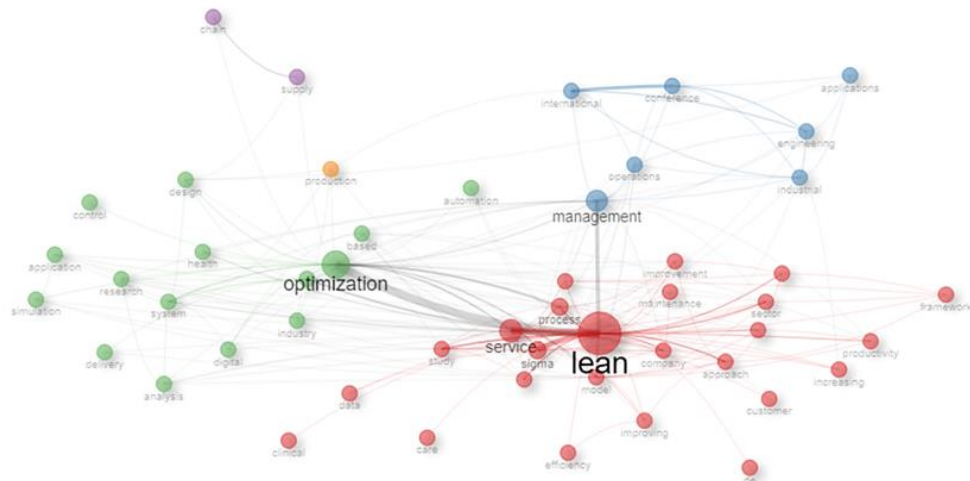 chain
supply
international
conference
applications
engineering
operations
industrial
production
design
automation
control
management
based
health
application
optimization
research
improvement
maintenance
simulation
system
process
sector
framework
industry
service
lean
sigma
study
company
productivity
delivery
digital
approach
increasing
analysis
model
data
customer
improving
clinical
care
efficiency